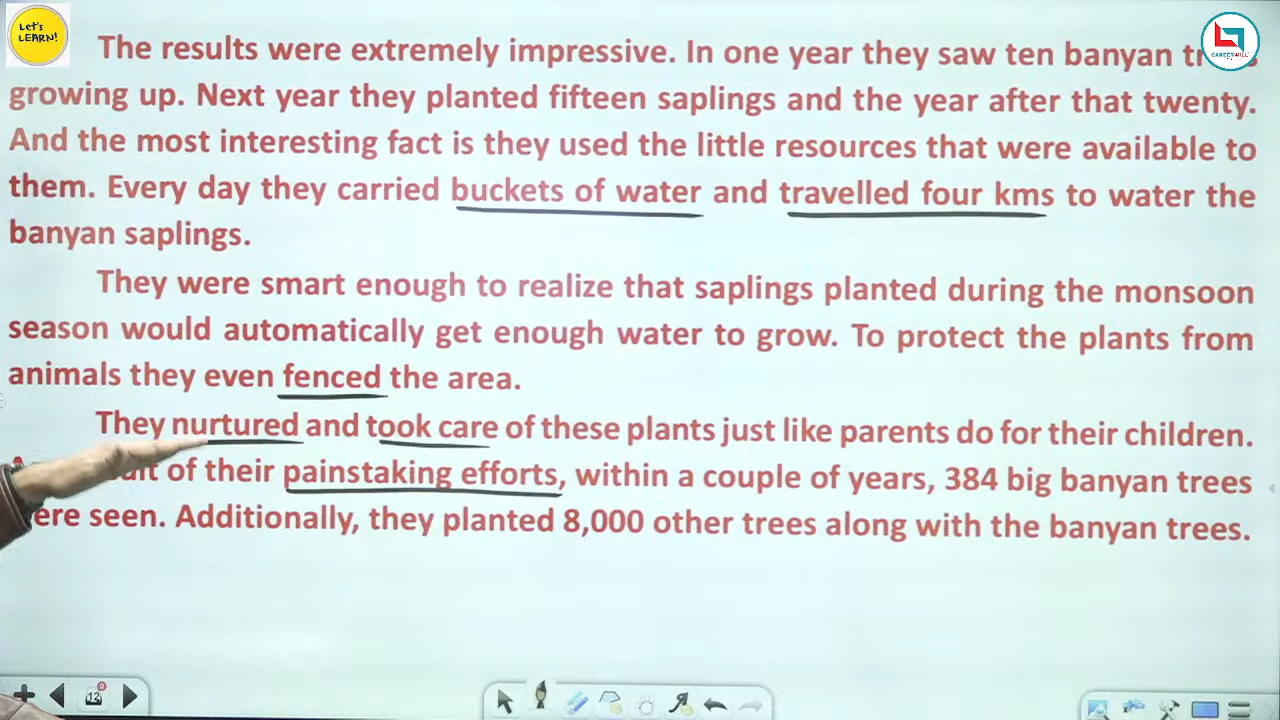 Let's
LEARN!
CAREERWILL
The results were extremely impressive. In one year they saw ten banyan
growing up. Next year they planted fifteen saplings and the year after that twenty.
And the most interesting fact is they used the little resources that were available to
them. Every day they carried buckets of water and travelled four kms to water the
banyan saplings.
They were smart enough to realize that saplings planted during the monsoon
season would automatically get enough water to grow. To protect the plants from
animals they even fenced the area.
They nurtured and took care of these plants just like parents do for their children.
of their painstaking efforts, within a couple of years, 384 big banyan trees
seen. Additionally, they planted 8,000 other trees along with the banyan trees.
12